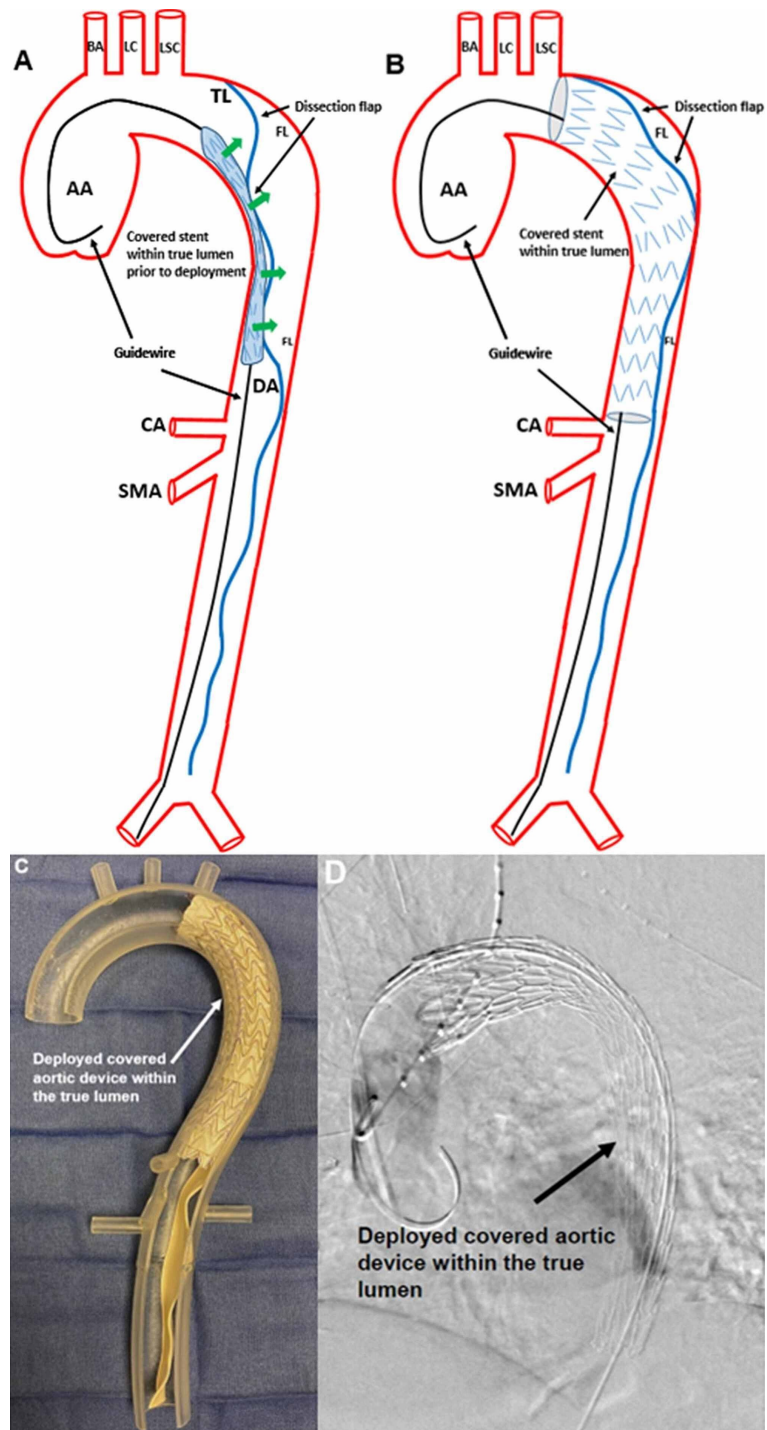 A
BA
LC
LSC
TL
Dissection flap
FL
AA
Covered stent
within true lumen
prior to deployment
Guidewire
FL
DA
CA
SMA
B
BA
LC
LSC
Dissection flap
FL
AA
Covered stent
within true lumen
Guidewire
FL
CA
SMA
C
Deployed covered
aortic device within
the true lumen
D
Deployed covered aortic
device within the true
lumen